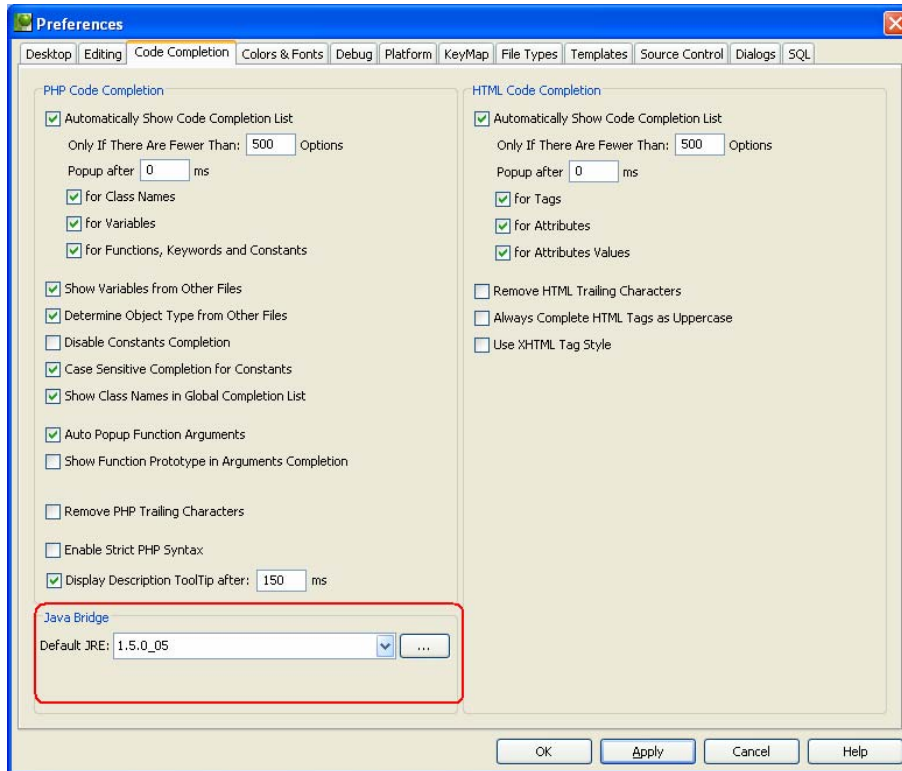 Preferences
Desktop Editing Code Completion Colors & Fonts Debug Platform KeyMap File Types Templates Source Control Dialogs SQL
PHP Code Completion
Automatically Show Code Completion List
Only If There Are Fewer Than: 500 Options
Popup after 0 ms
for Class Names
for Variables
for Functions, Keywords and Constants
Show Variables from Other Files
Determine Object Type from Other Files
Disable Constants Completion
Case Sensitive Completion for Constants
Show Class Names in Global Completion List
Auto Popup Function Arguments
Show Function Prototype in Arguments Completion
Remove PHP Trailing Characters
Enable Strict PHP Syntax
Display Description ToolTip after: 150 ms
Java Bridge
Default JRE: 1.5.0_05 ...
HTML Code Completion
Automatically Show Code Completion List
Only If There Are Fewer Than: 500 Options
Popup after 0 ms
for Tags
for Attributes
for Attributes Values
Remove HTML Trailing Characters
Always Complete HTML Tags as Uppercase
Use XHTML Tag Style
OK Apply Cancel Help